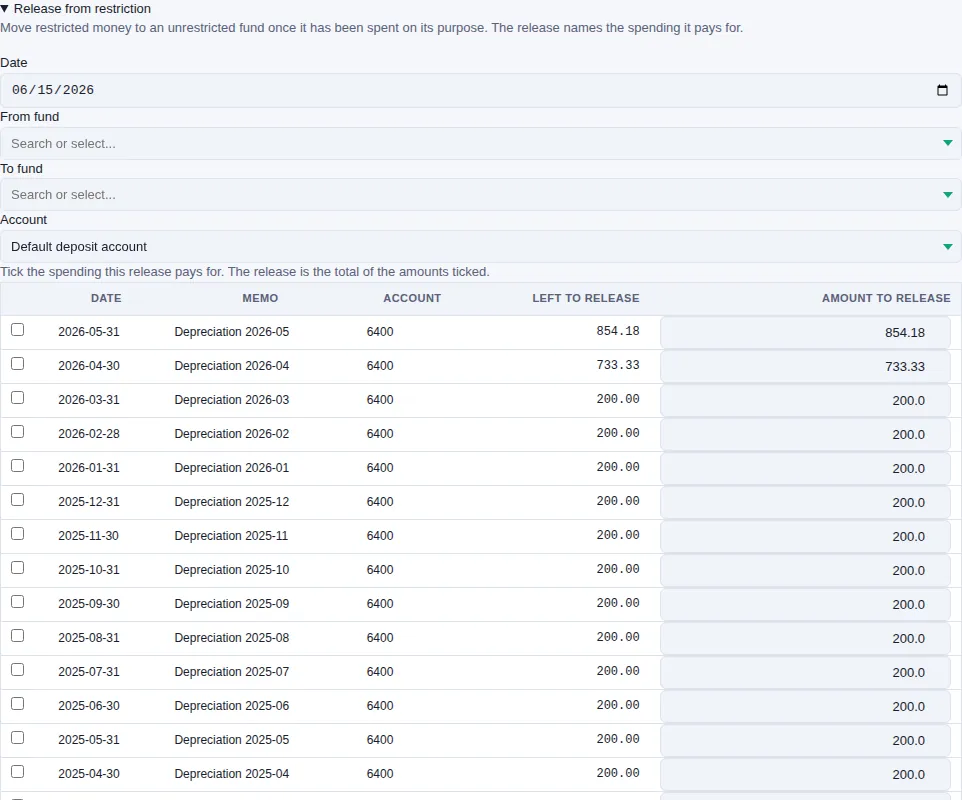 ▼ Release from restriction
Move restricted money to an unrestricted fund once it has been spent on its purpose. The release names the spending it pays for.
Date
06/15/2026
From fund
Search or select...
To fund
Search or select...
Account
Default deposit account
Tick the spending this release pays for. The release is the total of the amounts ticked.
DATE MEMO ACCOUNT LEFT TO RELEASE AMOUNT TO RELEASE
2026-05-31 Depreciation 2026-05 6400 854.18 854.18
2026-04-30 Depreciation 2026-04 6400 733.33 733.33
2026-03-31 Depreciation 2026-03 6400 200.00 200.0
2026-02-28 Depreciation 2026-02 6400 200.00 200.0
2026-01-31 Depreciation 2026-01 6400 200.00 200.0
2025-12-31 Depreciation 2025-12 6400 200.00 200.0
2025-11-30 Depreciation 2025-11 6400 200.00 200.0
2025-10-31 Depreciation 2025-10 6400 200.00 200.0
2025-09-30 Depreciation 2025-09 6400 200.00 200.0
2025-08-31 Depreciation 2025-08 6400 200.00 200.0
2025-07-31 Depreciation 2025-07 6400 200.00 200.0
2025-06-30 Depreciation 2025-06 6400 200.00 200.0
2025-05-31 Depreciation 2025-05 6400 200.00 200.0
2025-04-30 Depreciation 2025-04 6400 200.00 200.0